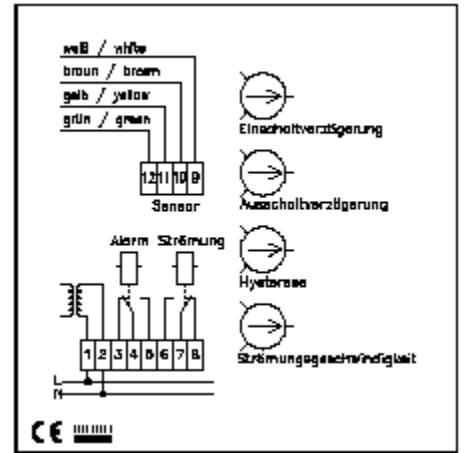 weiß / white
braun / brown
gelb / yellow
grün / green
12 11 10 9
Sensor
Einschaltverzögerung
Ausschaltverzögerung
Hysterese
Strömungsgeschwindigkeit
Alarm Strömung
1 2 3 4 5 6 7 8
L
N
CE